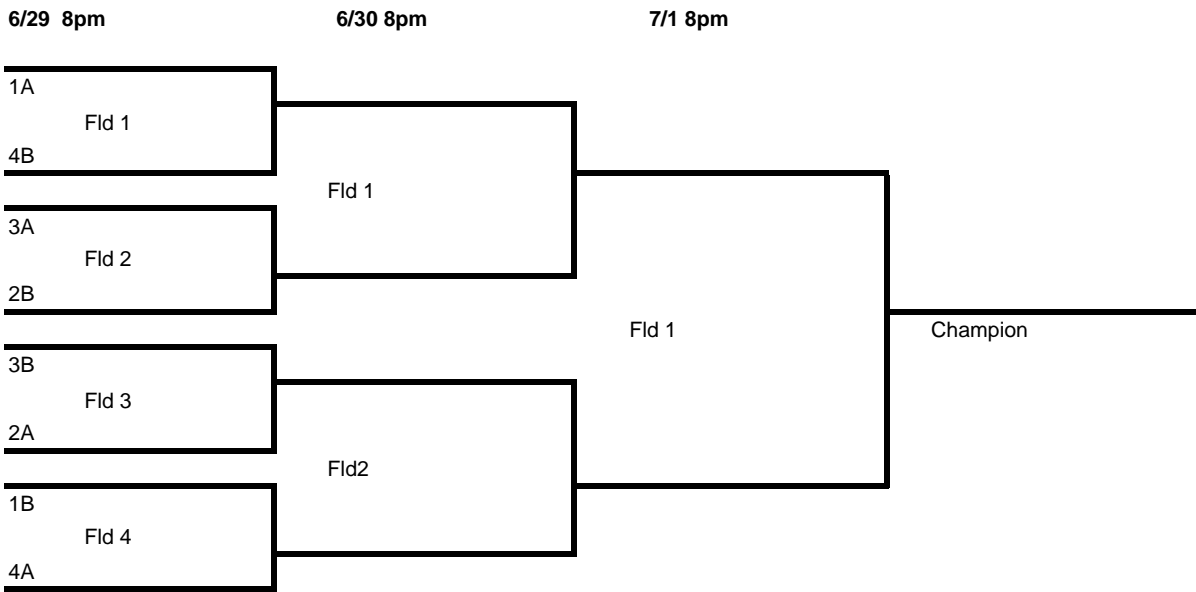 6/29  8pm
6/30 8pm
7/1 8pm
1A
Fld 1
4B
Fld 1
3A
Fld 2
2B
Fld 1
Champion
3B
Fld 3
2A
Fld2
1B
Fld 4
4A